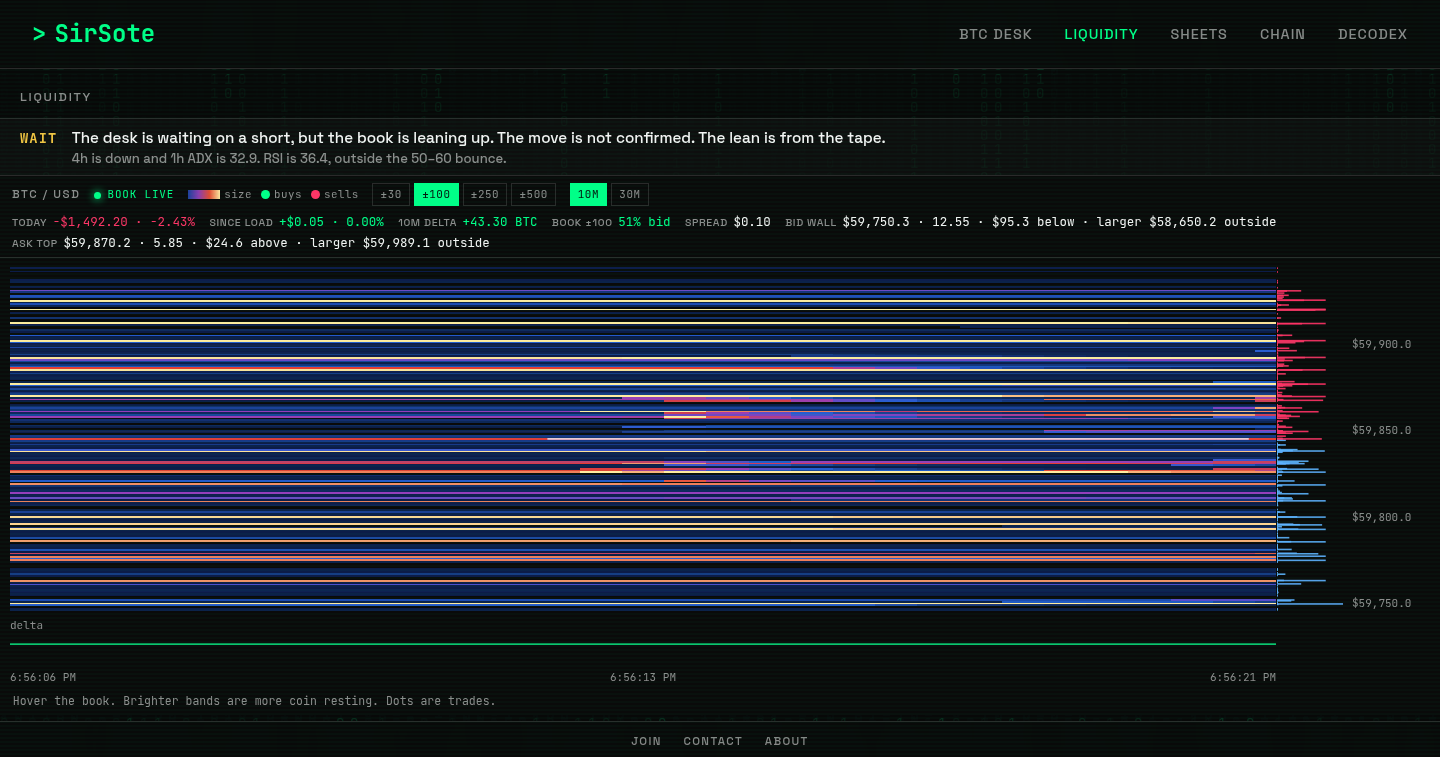 > SirSote
BTC DESK LIQUIDITY SHEETS CHAIN DECODEX
LIQUIDITY
WAIT The desk is waiting on a short, but the book is leaning up. The move is not confirmed. The lean is from the tape.
4h is down and 1h ADX is 32.9. RSI is 36.4, outside the 50–60 bounce.
BTC / USD BOOK LIVE size buys sells ±30 ±100 ±250 ±500 10M 30M
TODAY -$1,492.20 · -2.43% SINCE LOAD +$0.05 · 0.00% 10M DELTA +43.30 BTC BOOK ±100 51% bid SPREAD $0.10 BID WALL $59,750.3 · 12.55 · $95.3 below · larger $58,650.2 outside
ASK TOP $59,870.2 · 5.85 · $24.6 above · larger $59,989.1 outside
$59,900.0
$59,850.0
$59,800.0
$59,750.0
delta
6:56:06 PM 6:56:13 PM 6:56:21 PM
Hover the book. Brighter bands are more coin resting. Dots are trades.
JOIN CONTACT ABOUT